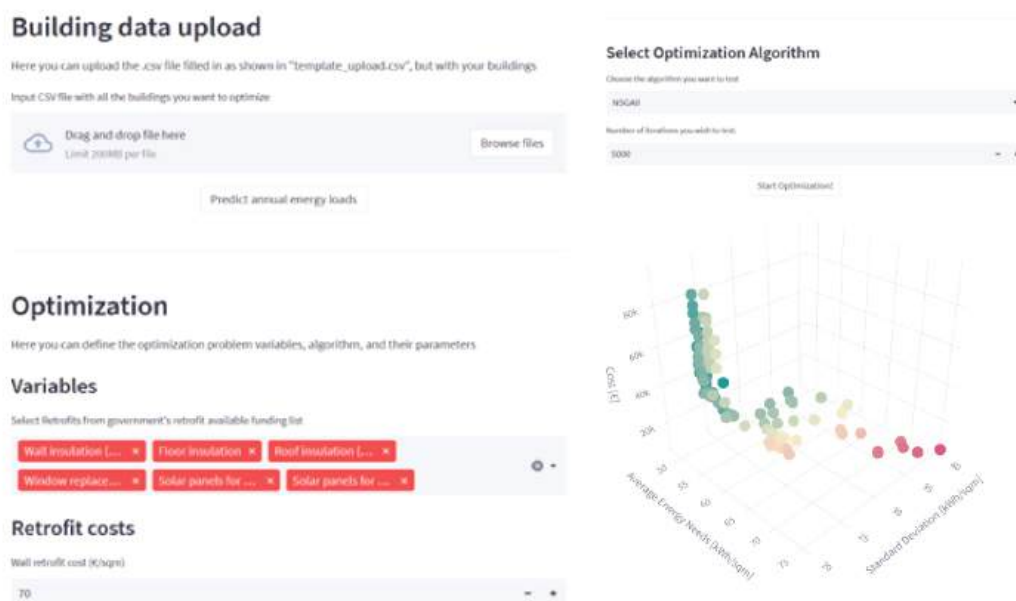 Building data upload
Here you can upload the .csv file filled in as shown in "template_upload.csv", but with your buildings
Input CSV file with all the buildings you want to optimize
Drag and drop file here
Limit 200MB per file
Browse files
Predict annual energy loads
Optimization
Here you can define the optimization problem variables, algorithm, and their parameters
Variables
Select Retrofits from government's retrofit available funding list
Wall insulation (... ×
Floor insulation ×
Roof insulation (... ×
Window replace... ×
Solar panels for ... ×
Solar panels for ... ×
Retrofit costs
Wall retrofit cost (€/sqm)
70
Select Optimization Algorithm
Choose the algorithm you want to test
NSGAII
Number of iterations you wish to test:
5000
Start Optimization!
80k
60k
40k
20k
Cost [£]
Average Energy Needs [kWh/sqm]
Standard Deviation [kWh/sqm]